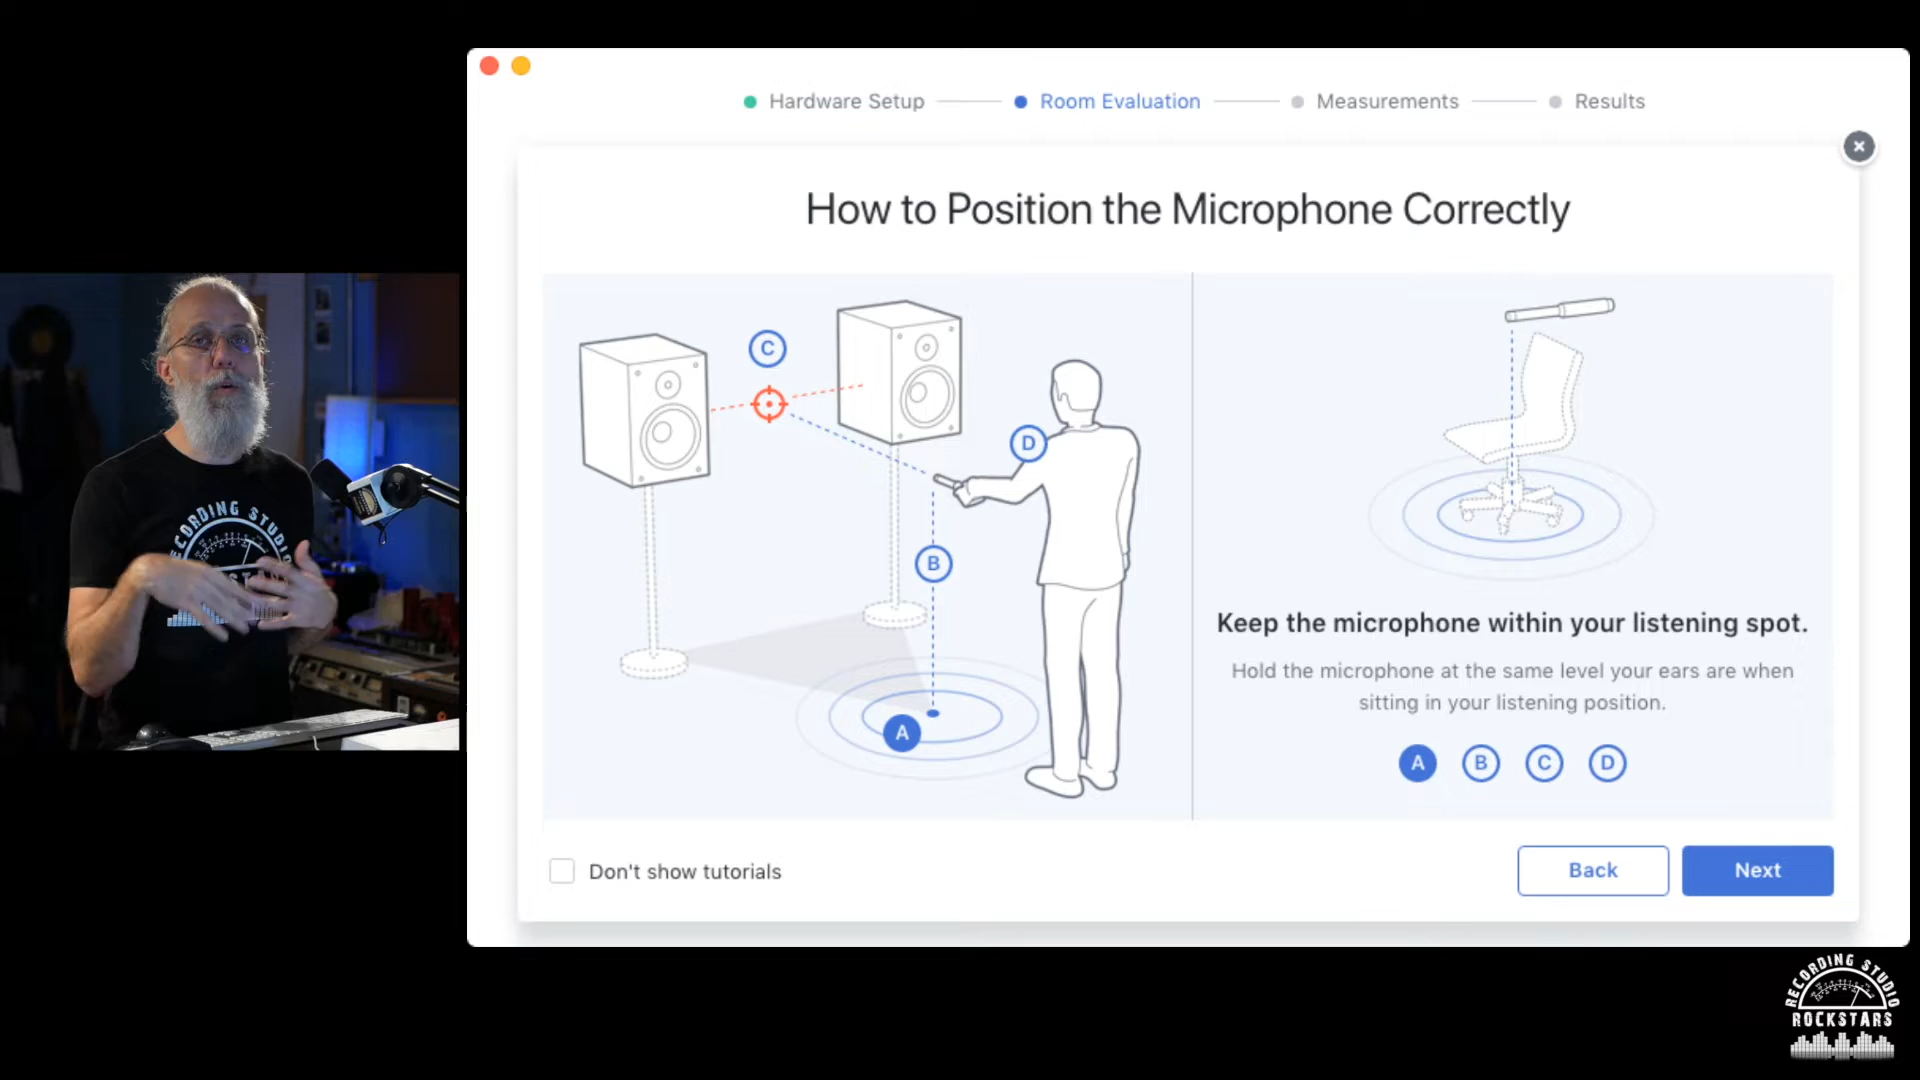 Hardware Setup
Room Evaluation
Measurements
Results
How to Position the Microphone Correctly
C
D
B
A
Keep the microphone within your listening spot.
Hold the microphone at the same level your ears are when
sitting in your listening position.
A B C D
Don't show tutorials
Back
Next
RECORDING STUDIO
RECORDING STUDIO
ROCKSTARS